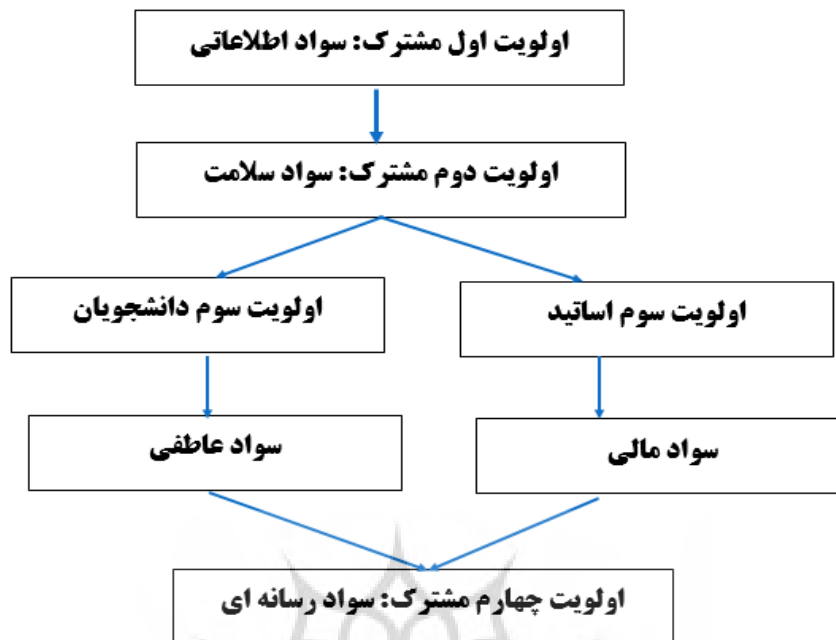 اولویت اول مشترک: سواد اطلاعاتی
اولویت دوم مشترک: سواد سلامت
اولویت سوم اساتید
اولویت سوم دانشجویان
سواد مالی
سواد عاطفی
اولویت چهارم مشترک: سواد رسانه ای